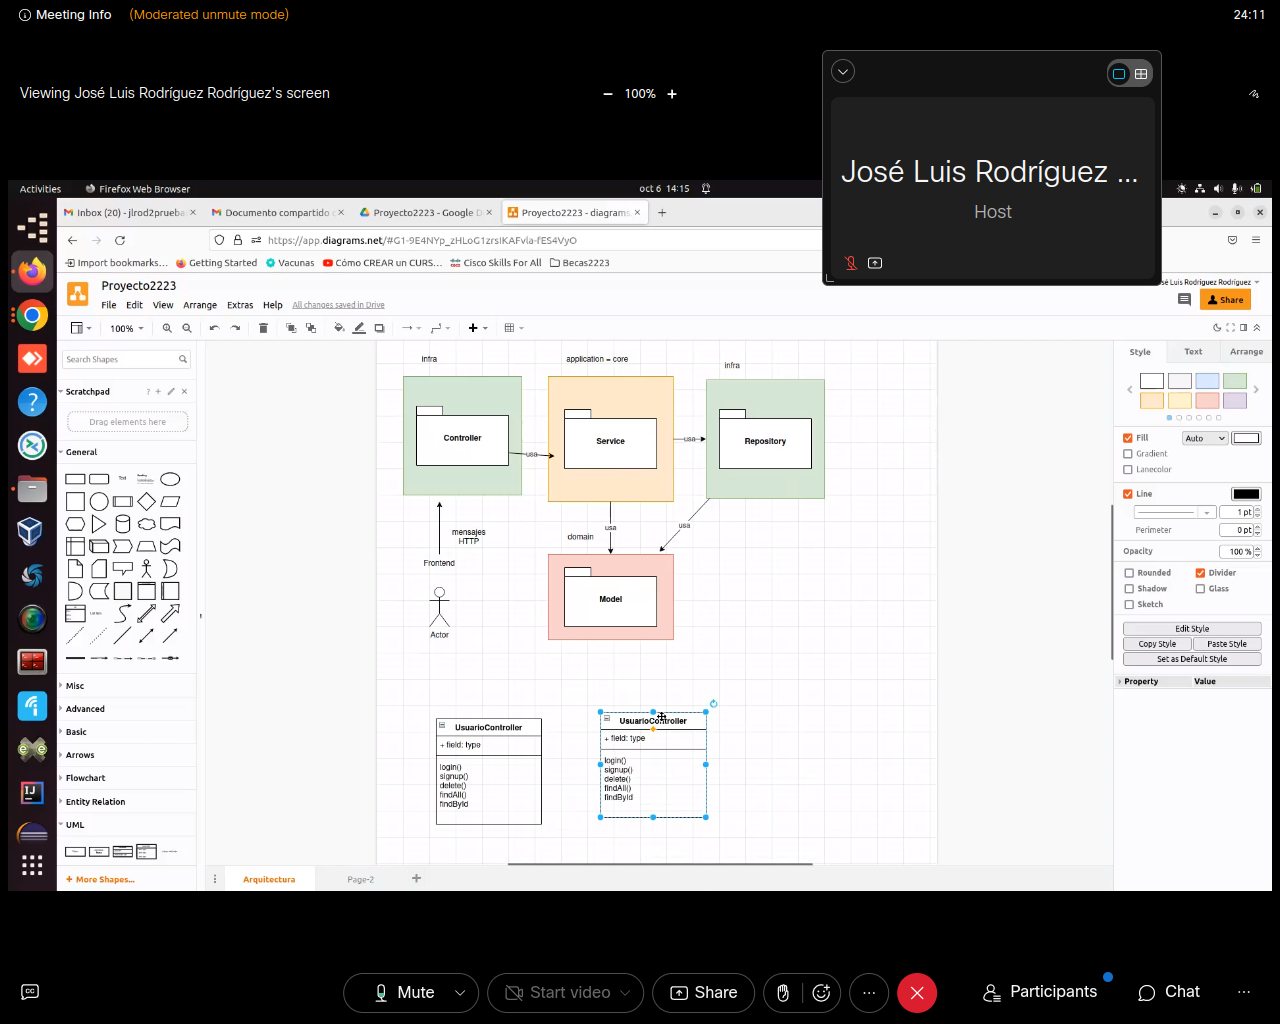 Meeting Info (Moderated unmute mode) 24:11
Viewing José Luis Rodríguez Rodríguez's screen
100%
José Luis Rodríguez ...
Host
Activities
Firefox Web Browser
oct 6 14:15
Inbox (20) - jlrod2prueba
Documento compartido
Proyecto2223 - Google D
Proyecto2223 - diagrams.
https://app.diagrams.net/#G1-9E4NYp_zHLoG1zrsIKAFvla-fES4VyO
Import bookmarks...
Getting Started
Vacunas
Cómo CREAR un CURS...
Cisco Skills For All
Becas2223
Proyecto2223
sé Luis Rodríguez Rodríguez
File Edit View Arrange Extras Help All changes saved in Drive
Share
100%
Search Shapes
Scratchpad
Drag elements here
General
Text
Misc
Advanced
Basic
Arrows
Flowchart
Entity Relation
UML
+ More Shapes...
infra
application = core
infra
Controller
Service
Repository
usa
usa
usa
usa
mensajes
HTTP
domain
Frontend
Actor
Model
UsuarioController
+ field: type
login()
signup()
delete()
findAll()
findById
UsuarioController
+ field: type
login()
signup()
delete()
findAll()
findById
Arquitectura
Page-2
Style Text Arrange
Fill Auto
Gradient
Lanecolor
Line
1 pt
Perimeter 0 pt
Opacity 100 %
Rounded Divider
Shadow Glass
Sketch
Edit Style
Copy Style Paste Style
Set as Default Style
Property Value
CC
Mute
Start video
Share
Participants
Chat